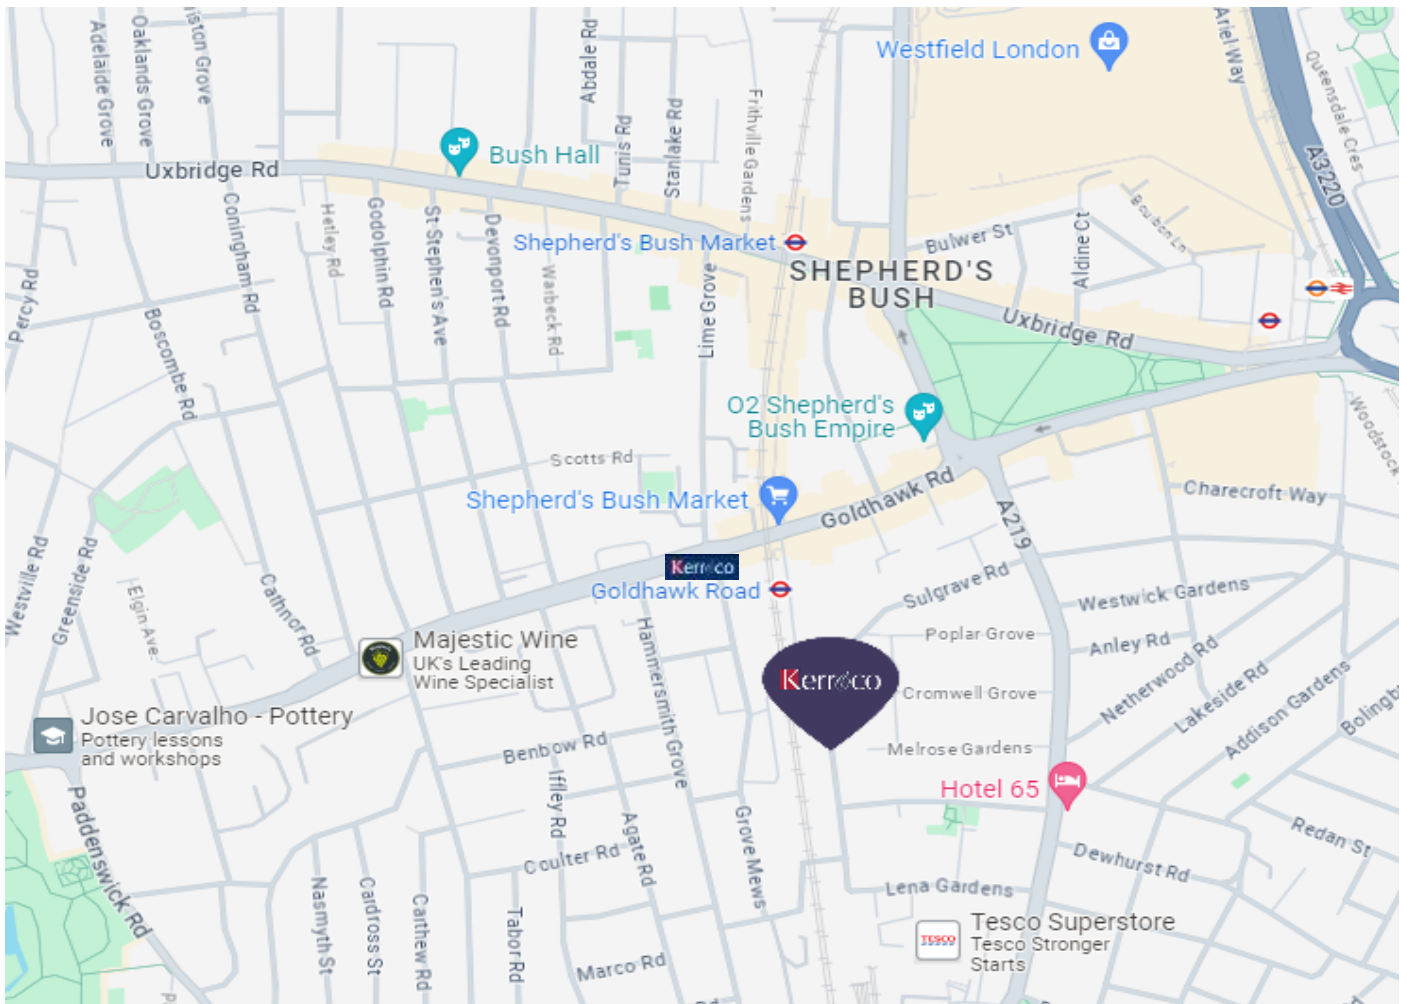 Adelaide Grove
Oaklands Grove
iston Grove
Abdale Rd
Tunis Rd
Stanlake Rd
Frithville Gardens
Westfield London
Ariel Way
Queensdale Cres
A3220
Bush Hall
Uxbridge Rd
Coningham Rd
Hetley Rd
Godolphin Rd
St Stephen's Ave
Devonport Rd
Warbeck Rd
Shepherd's Bush Market
Lime Grove
SHEPHERD'S
BUSH
Bulwer St
Aldine Ct
Bourbon Ln
Uxbridge Rd
Percy Rd
Boscombe Rd
O2 Shepherd's
Bush Empire
Woodstock
Scotts Rd
Shepherd's Bush Market
Goldhawk Rd
A219
Charecroft Way
Westville Rd
Greenside Rd
Elgin Ave
Cathnor Rd
Kerr&co
Goldhawk Road
Sulgrave Rd
Westwick Gardens
Poplar Grove
Anley Rd
Netherwood Rd
Lakeside Rd
Addison Gardens
Bolingb
Majestic Wine
UK's Leading
Wine Specialist
Hammersmith Grove
Kerr&co
Cromwell Grove
Melrose Gardens
Jose Carvalho - Pottery
Pottery lessons
and workshops
Benbow Rd
Iffley Rd
Agate Rd
Hotel 65
Paddenswick Rd
Grove Mews
Coulter Rd
Redan St
Dewhurst Rd
Lena Gardens
Nasmyth St
Cardross St
Carthew Rd
Tabor Rd
Marco Rd
TESCO
Tesco Superstore
Tesco Stronger
Starts